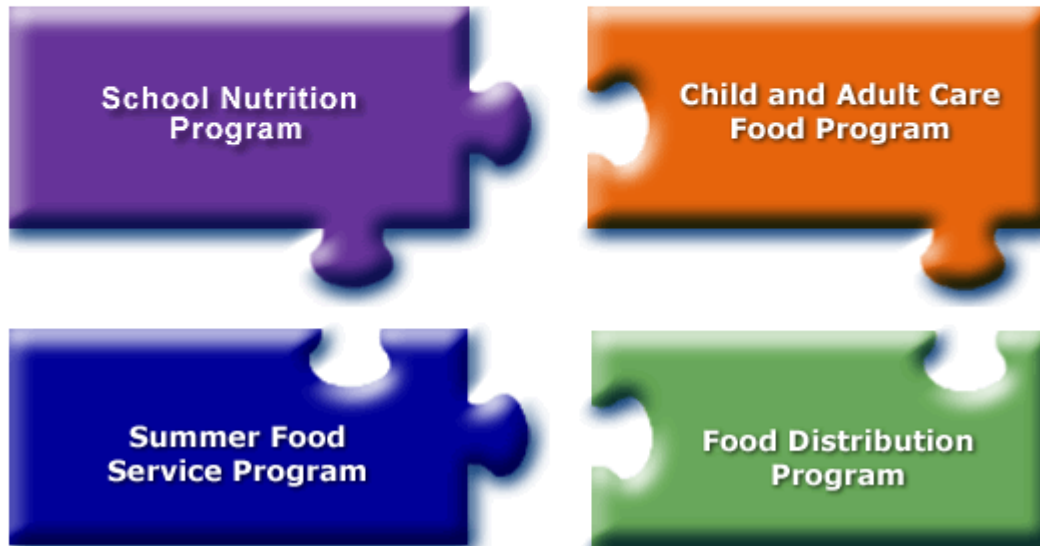 School Nutrition
Program
Child and Adult Care
Food Program
Summer Food
Service Program
Food Distribution
Program